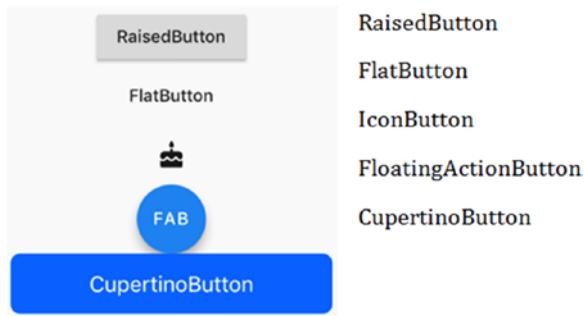 RaisedButton
FlatButton
FAB
CupertinoButton
RaisedButton
FlatButton
IconButton
FloatingActionButton
CupertinoButton